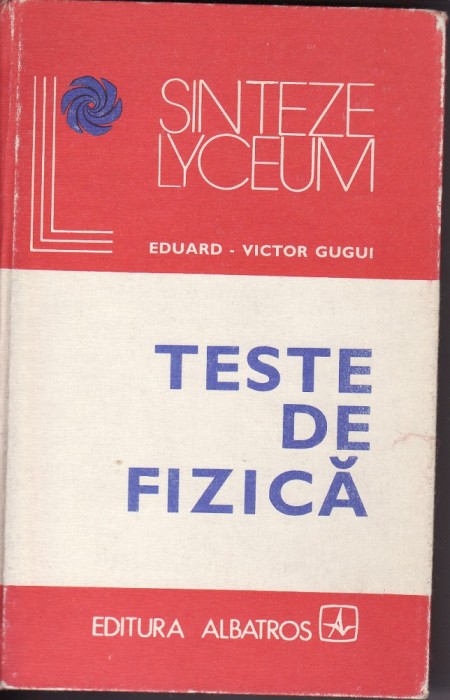 SINTEZE
LYCEUM
EDUARD - VICTOR GUGUI
TESTE
DE
FIZICĂ
EDITURA ALBATROS